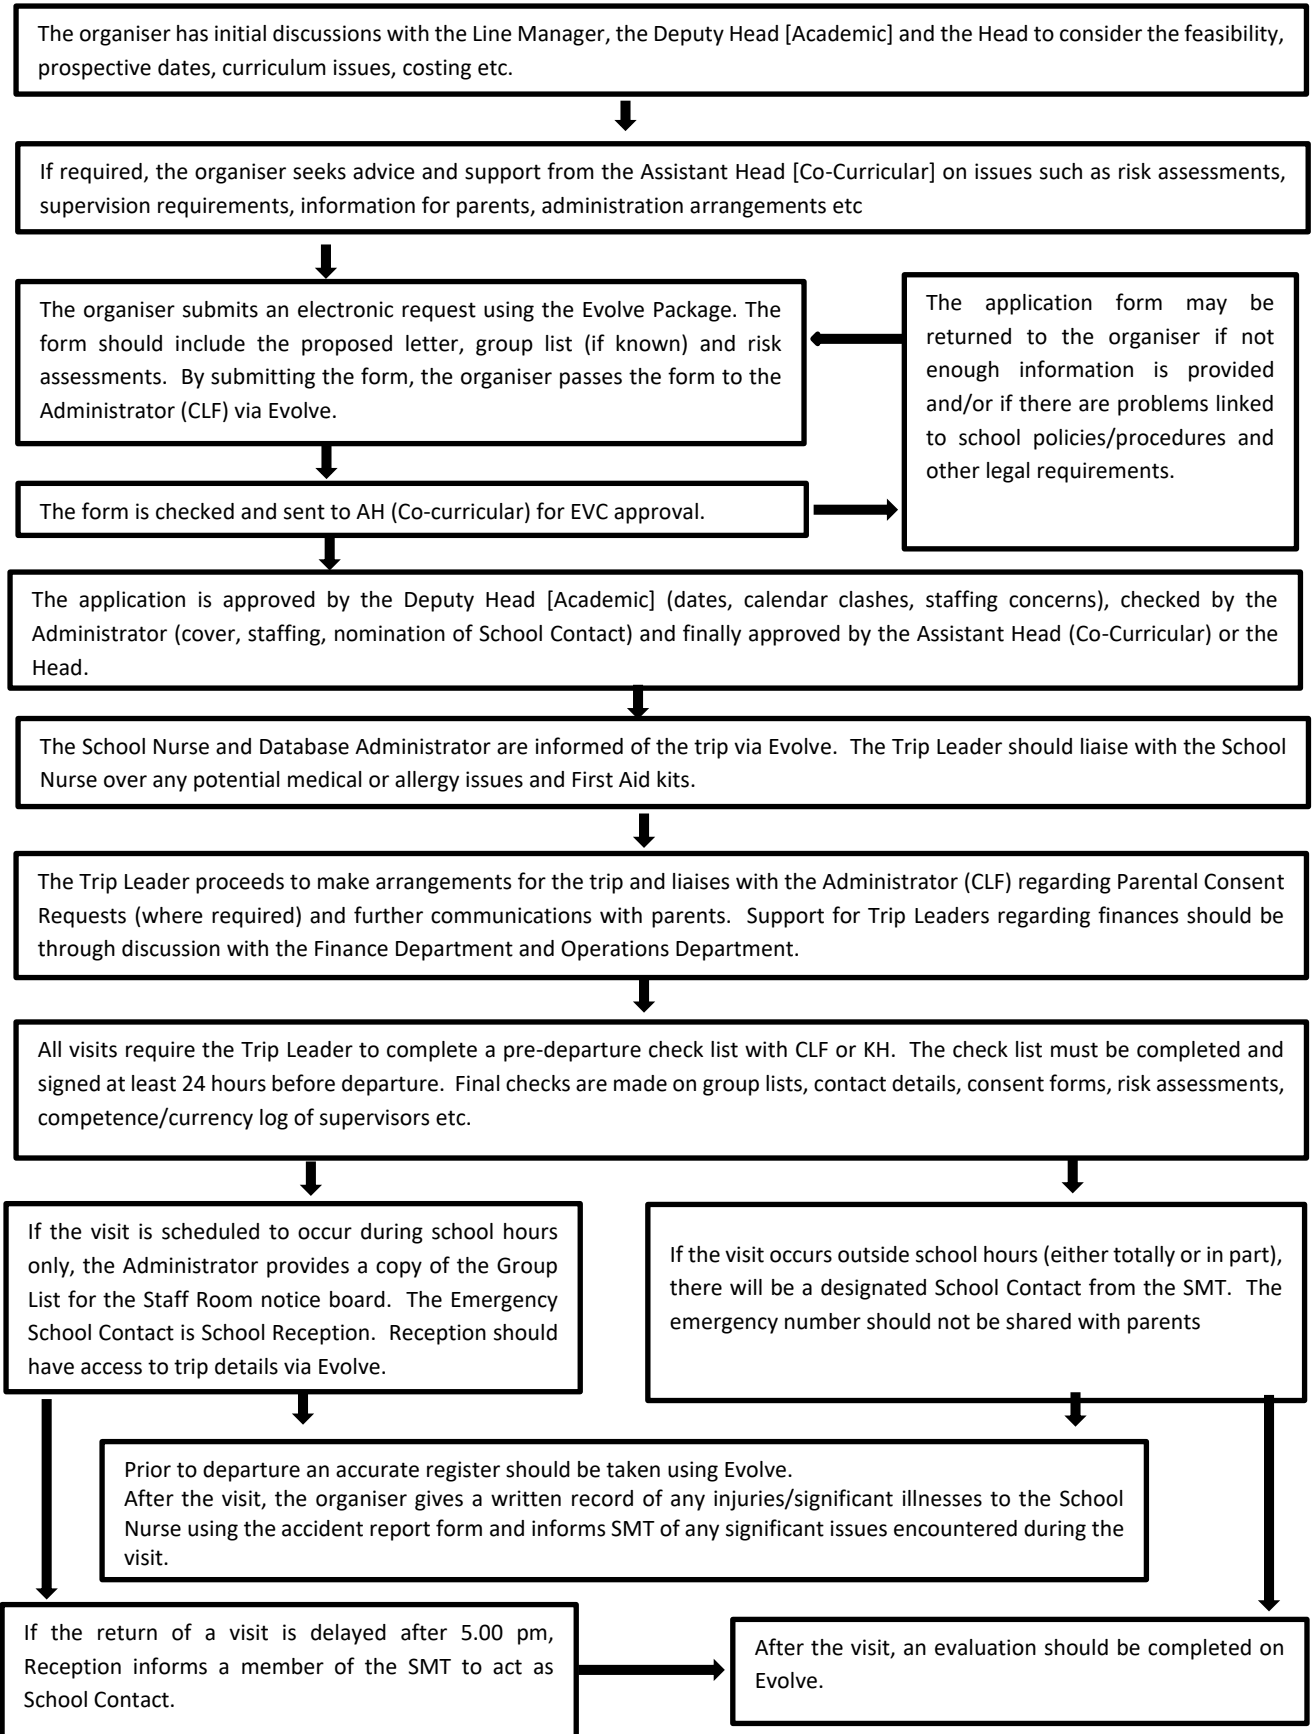 The organiser has initial discussions with the Line Manager, the Deputy Head [Academic] and the Head to consider the feasibility,
prospective dates, curriculum issues, costing etc.
If required, the organiser seeks advice and support from the Assistant Head [Co-Curricular] on issues such as risk assessments,
supervision requirements, information for parents, administration arrangements etc
The organiser submits an electronic request using the Evolve Package. The
form should include the proposed letter, group list (if known) and risk
assessments. By submitting the form, the organiser passes the form to the
Administrator (CLF) via Evolve.
The application form may be
returned to the organiser if not
enough information is provided
and/or if there are problems linked
to school policies/procedures and
other legal requirements.
The form is checked and sent to AH (Co-curricular) for EVC approval.
The application is approved by the Deputy Head [Academic] (dates, calendar clashes, staffing concerns), checked by the
Administrator (cover, staffing, nomination of School Contact) and finally approved by the Assistant Head (Co-Curricular) or the
Head.
The School Nurse and Database Administrator are informed of the trip via Evolve. The Trip Leader should liaise with the School
Nurse over any potential medical or allergy issues and First Aid kits.
The Trip Leader proceeds to make arrangements for the trip and liaises with the Administrator (CLF) regarding Parental Consent
Requests (where required) and further communications with parents. Support for Trip Leaders regarding finances should be
through discussion with the Finance Department and Operations Department.
All visits require the Trip Leader to complete a pre-departure check list with CLF or KH. The check list must be completed and
signed at least 24 hours before departure. Final checks are made on group lists, contact details, consent forms, risk assessments,
competence/currency log of supervisors etc.
If the visit is scheduled to occur during school hours
only, the Administrator provides a copy of the Group
List for the Staff Room notice board. The Emergency
School Contact is School Reception. Reception should
have access to trip details via Evolve.
If the visit occurs outside school hours (either totally or in part),
there will be a designated School Contact from the SMT. The
emergency number should not be shared with parents
Prior to departure an accurate register should be taken using Evolve.
After the visit, the organiser gives a written record of any injuries/significant illnesses to the School
Nurse using the accident report form and informs SMT of any significant issues encountered during the
visit.
If the return of a visit is delayed after 5.00 pm,
Reception informs a member of the SMT to act as
School Contact.
After the visit, an evaluation should be completed on
Evolve.